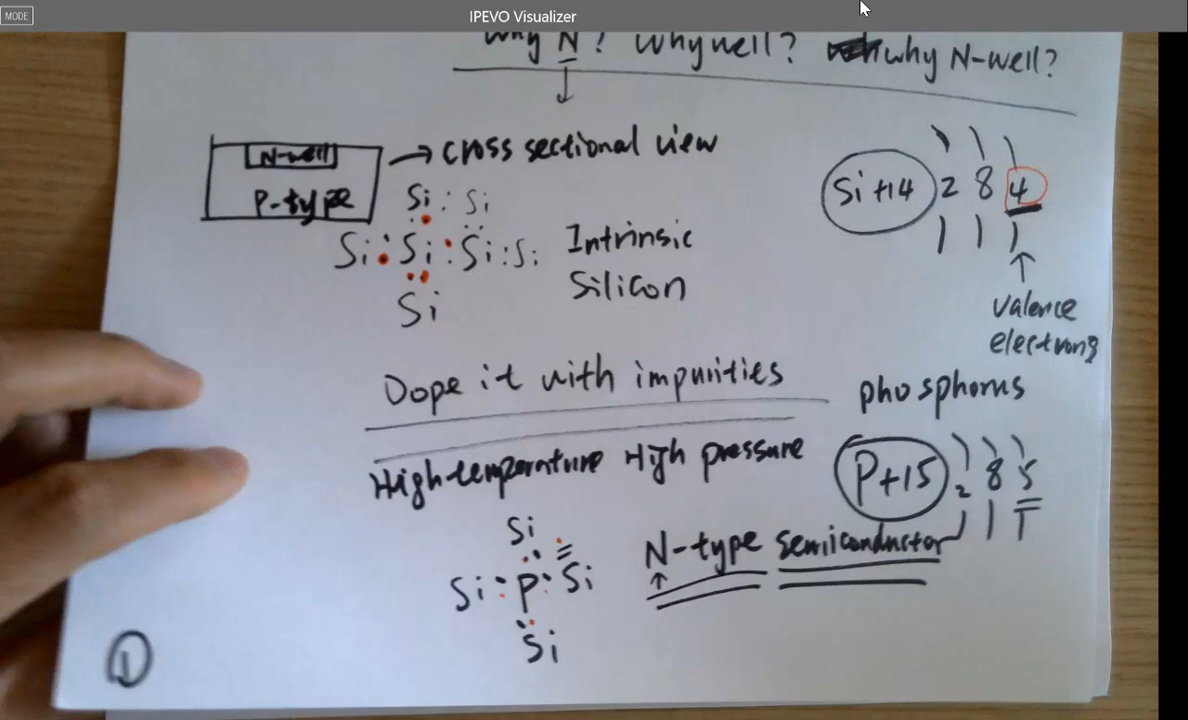 MODE
IPEVO Visualizer
why N? Why well? why N-well?
N-well
P-type
cross sectional view
Si : Si
Si : Si : Si : Si
Si
Intrinsic
Silicon
Si +14 2 8 4
valence
electrons
Dope it with impurities
phosphorus
High-temperature High pressure
P+15 2 8 5
Si
Si : P : Si
Si
N-type semiconductor
1